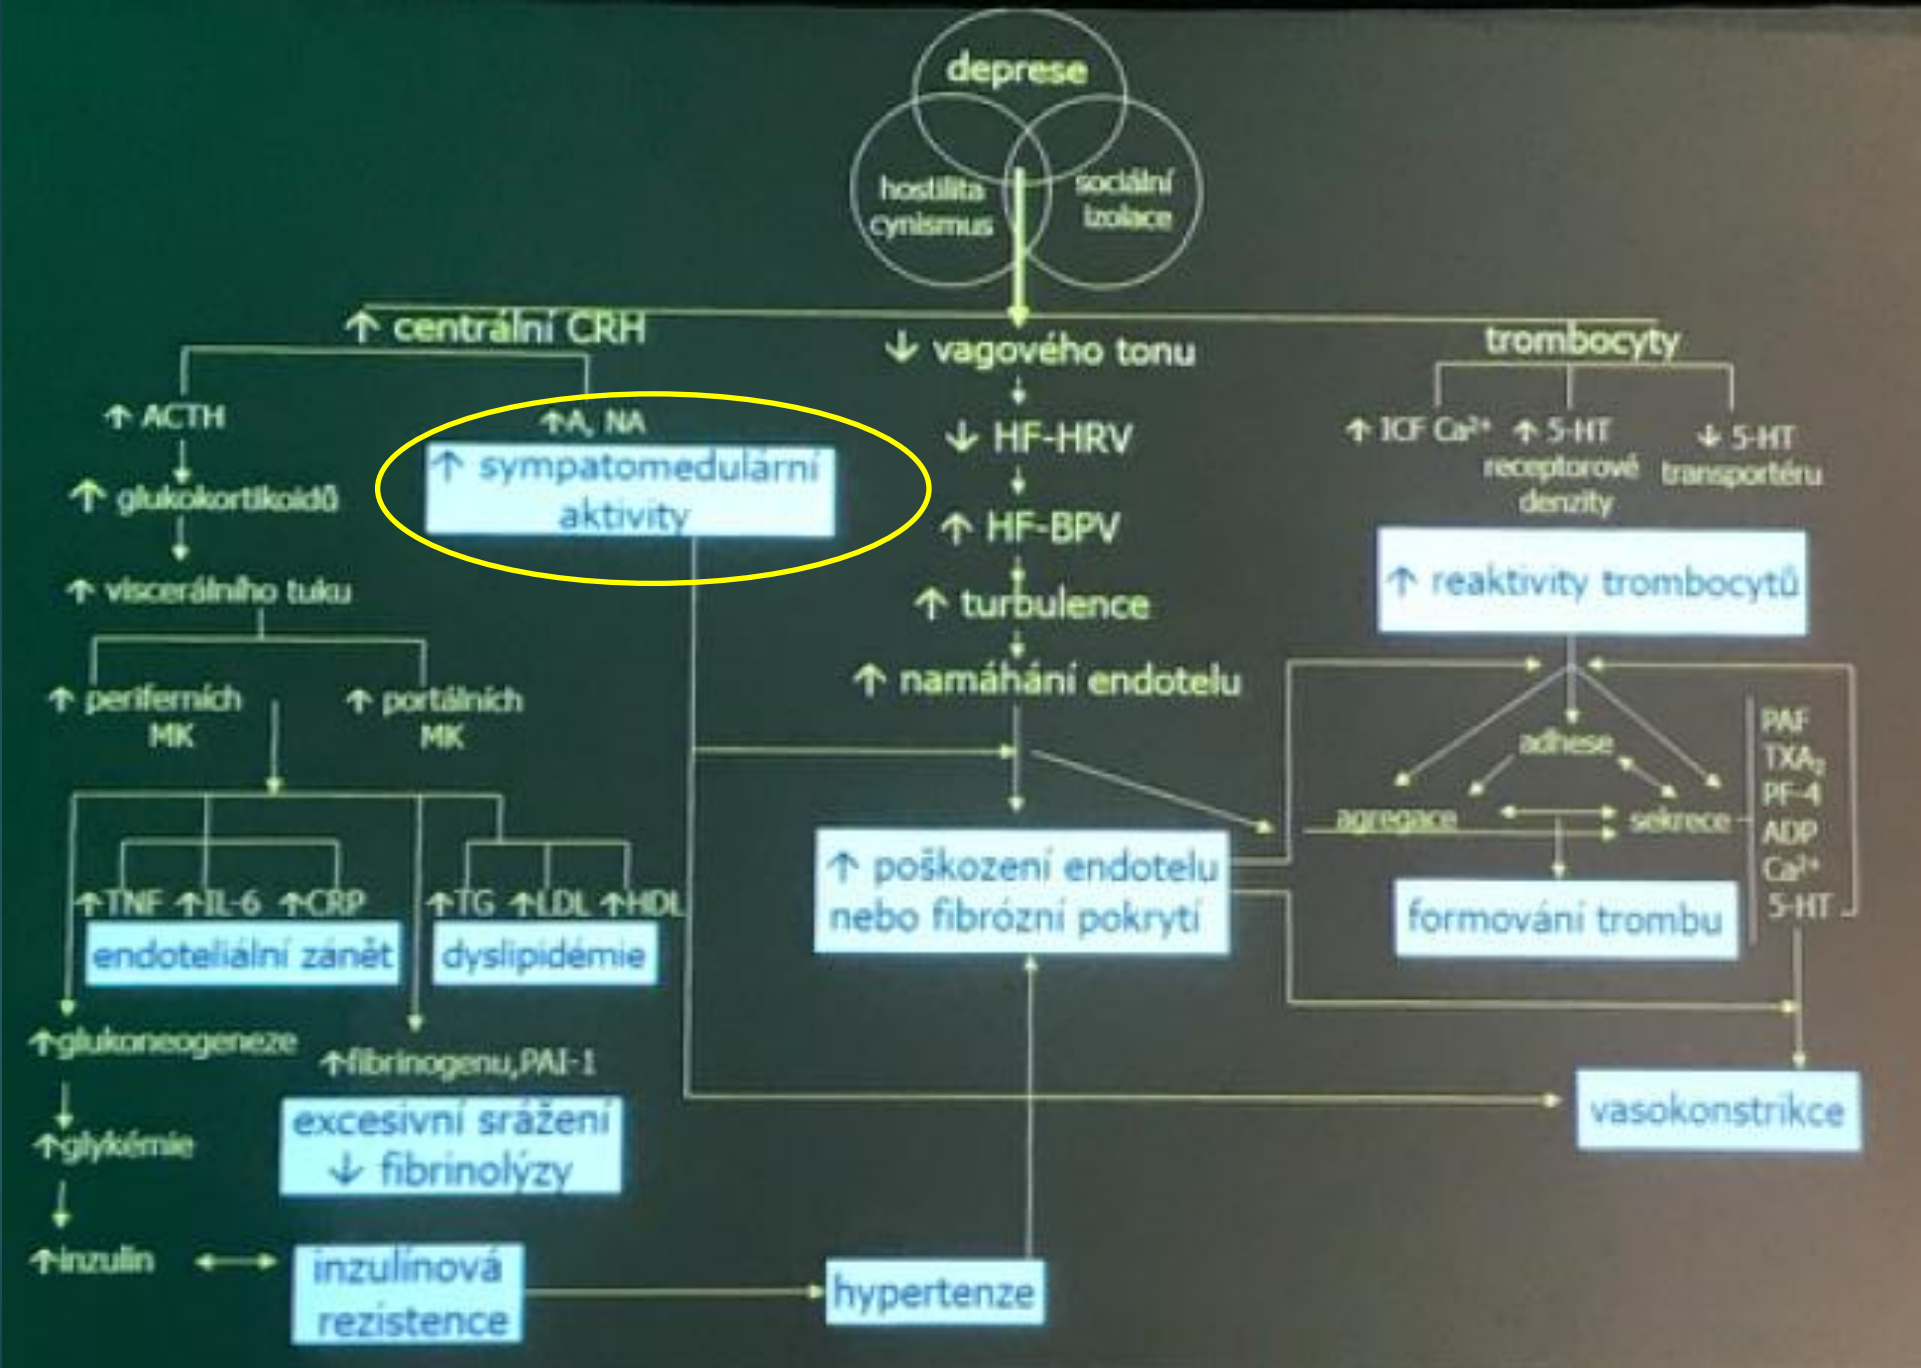 deprese
hostilita
cynismus
sociální
izolace
↑ centrální CRH
↓ vagového tonu
trombocyty
↑ ACTH
↑A, NA
↑ sympatomedulární
aktivity
↑ glukokortikoidů
↑ viscerálního tuku
↑ periferních
MK
↑ portálních
MK
↑TNF ↑IL-6 ↑CRP
endoteliální zánět
↑TG ↑LDL ↑HDL
dyslipidémie
↑glukoneogeneze
↑glykémie
↑inzulin
↑fibrinogenu,PAI-1
excesivní srážení
↓ fibrinolýzy
inzulínová
rezistence
hypertenze
↓ HF-HRV
↑ HF-BPV
↑ turbulence
↑ namáhání endotelu
↑ poškození endotelu
nebo fibrózní pokrytí
↑ ICF Ca²⁺
↑ 5-HT
receptorové
denzity
↓ 5-HT
transportéru
↑ reaktivity trombocytů
adhese
agregace
sekrece
PAF
TXA₂
PF-4
ADP
Ca²⁺
5-HT
formování trombu
vasokonstrikce